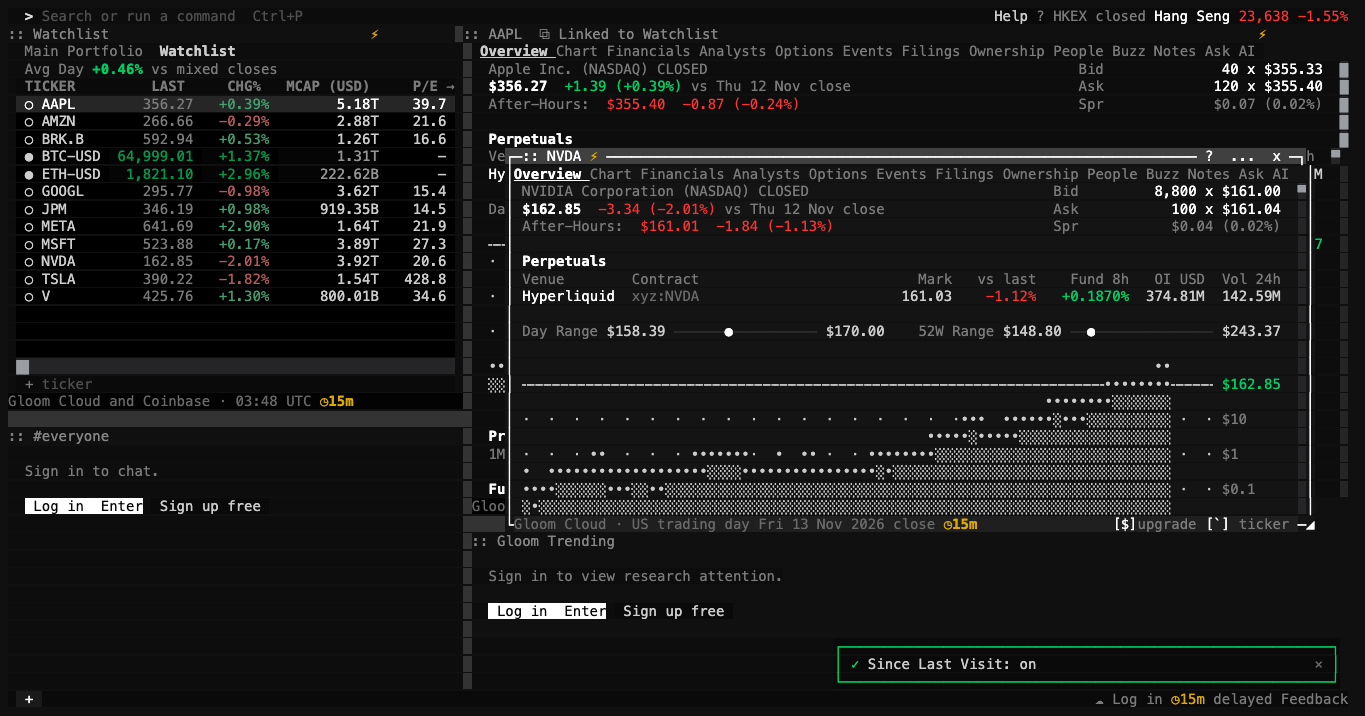 > Search or run a command Ctrl+P
Help ? HKEX closed Hang Seng 23,638 -1.55%
:: Watchlist ⚡
Main Portfolio Watchlist
Avg Day +0.46% vs mixed closes
TICKER LAST CHG% MCAP (USD) P/E →
○ AAPL 356.27 +0.39% 5.18T 39.7
○ AMZN 266.66 −0.29% 2.88T 21.6
○ BRK.B 592.94 +0.53% 1.26T 16.6
● BTC-USD 64,999.01 +1.37% 1.31T —
● ETH-USD 1,821.10 +2.96% 222.62B —
○ GOOGL 295.77 −0.98% 3.62T 15.4
○ JPM 346.19 +0.98% 919.35B 14.5
○ META 641.69 +2.90% 1.64T 21.9
○ MSFT 523.88 +0.17% 3.89T 27.3
○ NVDA 162.85 −2.01% 3.92T 20.6
○ TSLA 390.22 −1.82% 1.54T 428.8
○ V 425.76 +1.30% 800.01B 34.6
+ ticker
Gloom Cloud and Coinbase · 03:48 UTC ◷15m
:: #everyone
Sign in to chat.
Log in Enter Sign up free
:: AAPL Linked to Watchlist ⚡
Overview Chart Financials Analysts Options Events Filings Ownership People Buzz Notes Ask AI
Apple Inc. (NASDAQ) CLOSED Bid 40 x $355.33
$356.27 +1.39 (+0.39%) vs Thu 12 Nov close Ask 120 x $355.40
After-Hours: $355.40 −0.87 (−0.24%) Spr $0.07 (0.02%)
Perpetuals
Ve h
Hy M
Da
7
Pr
1M
Fu
Gloo
:: NVDA ⚡ ? ... x
Overview Chart Financials Analysts Options Events Filings Ownership People Buzz Notes Ask AI
NVIDIA Corporation (NASDAQ) CLOSED Bid 8,800 x $161.00
$162.85 −3.34 (−2.01%) vs Thu 12 Nov close Ask 100 x $161.04
After-Hours: $161.01 −1.84 (−1.13%) Spr $0.04 (0.02%)
Perpetuals
Venue Contract Mark vs last Fund 8h OI USD Vol 24h
Hyperliquid xyz:NVDA 161.03 −1.12% +0.1870% 374.81M 142.59M
Day Range $158.39 $170.00 52W Range $148.80 $243.37
$162.85
$10
$1
$0.1
Gloom Cloud · US trading day Fri 13 Nov 2026 close ◷15m [$]upgrade [`] ticker
:: Gloom Trending
Sign in to view research attention.
Log in Enter Sign up free
✓ Since Last Visit: on ×
+
☁ Log in ◷15m delayed Feedback